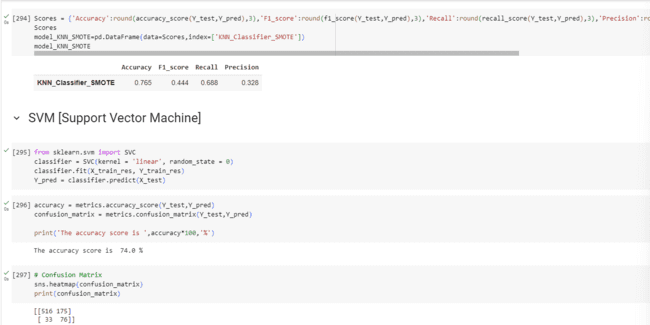 [294] Scores = {'Accuracy':round(accuracy_score(Y_test,Y_pred),3),'F1_score':round(f1_score(Y_test,Y_pred),3),'Recall':round(recall_score(Y_test,Y_pred),3),'Precision':ro
Scores
model_KNN_SMOTE=pd.DataFrame(data=Scores,index=['KNN_Classifier_SMOTE'])
model_KNN_SMOTE
Accuracy F1_score Recall Precision
KNN_Classifier_SMOTE 0.765 0.444 0.688 0.328
SVM [Support Vector Machine]
[295] from sklearn.svm import SVC
classifier = SVC(kernel = 'linear', random_state = 0)
classifier.fit(X_train_res, Y_train_res)
Y_pred = classifier.predict(X_test)
[296] accuracy = metrics.accuracy_score(Y_test,Y_pred)
confusion_matrix = metrics.confusion_matrix(Y_test,Y_pred)
print('The accuracy score is ',accuracy*100,'%')
The accuracy score is 74.0 %
[297] # Confusion Matrix
sns.heatmap(confusion_matrix)
print(confusion_matrix)
[[516 175]
[ 33 76]]